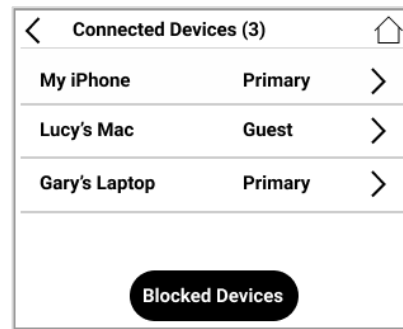 Connected Devices (3)
My iPhone Primary
Lucy’s Mac Guest
Gary’s Laptop Primary
Blocked Devices